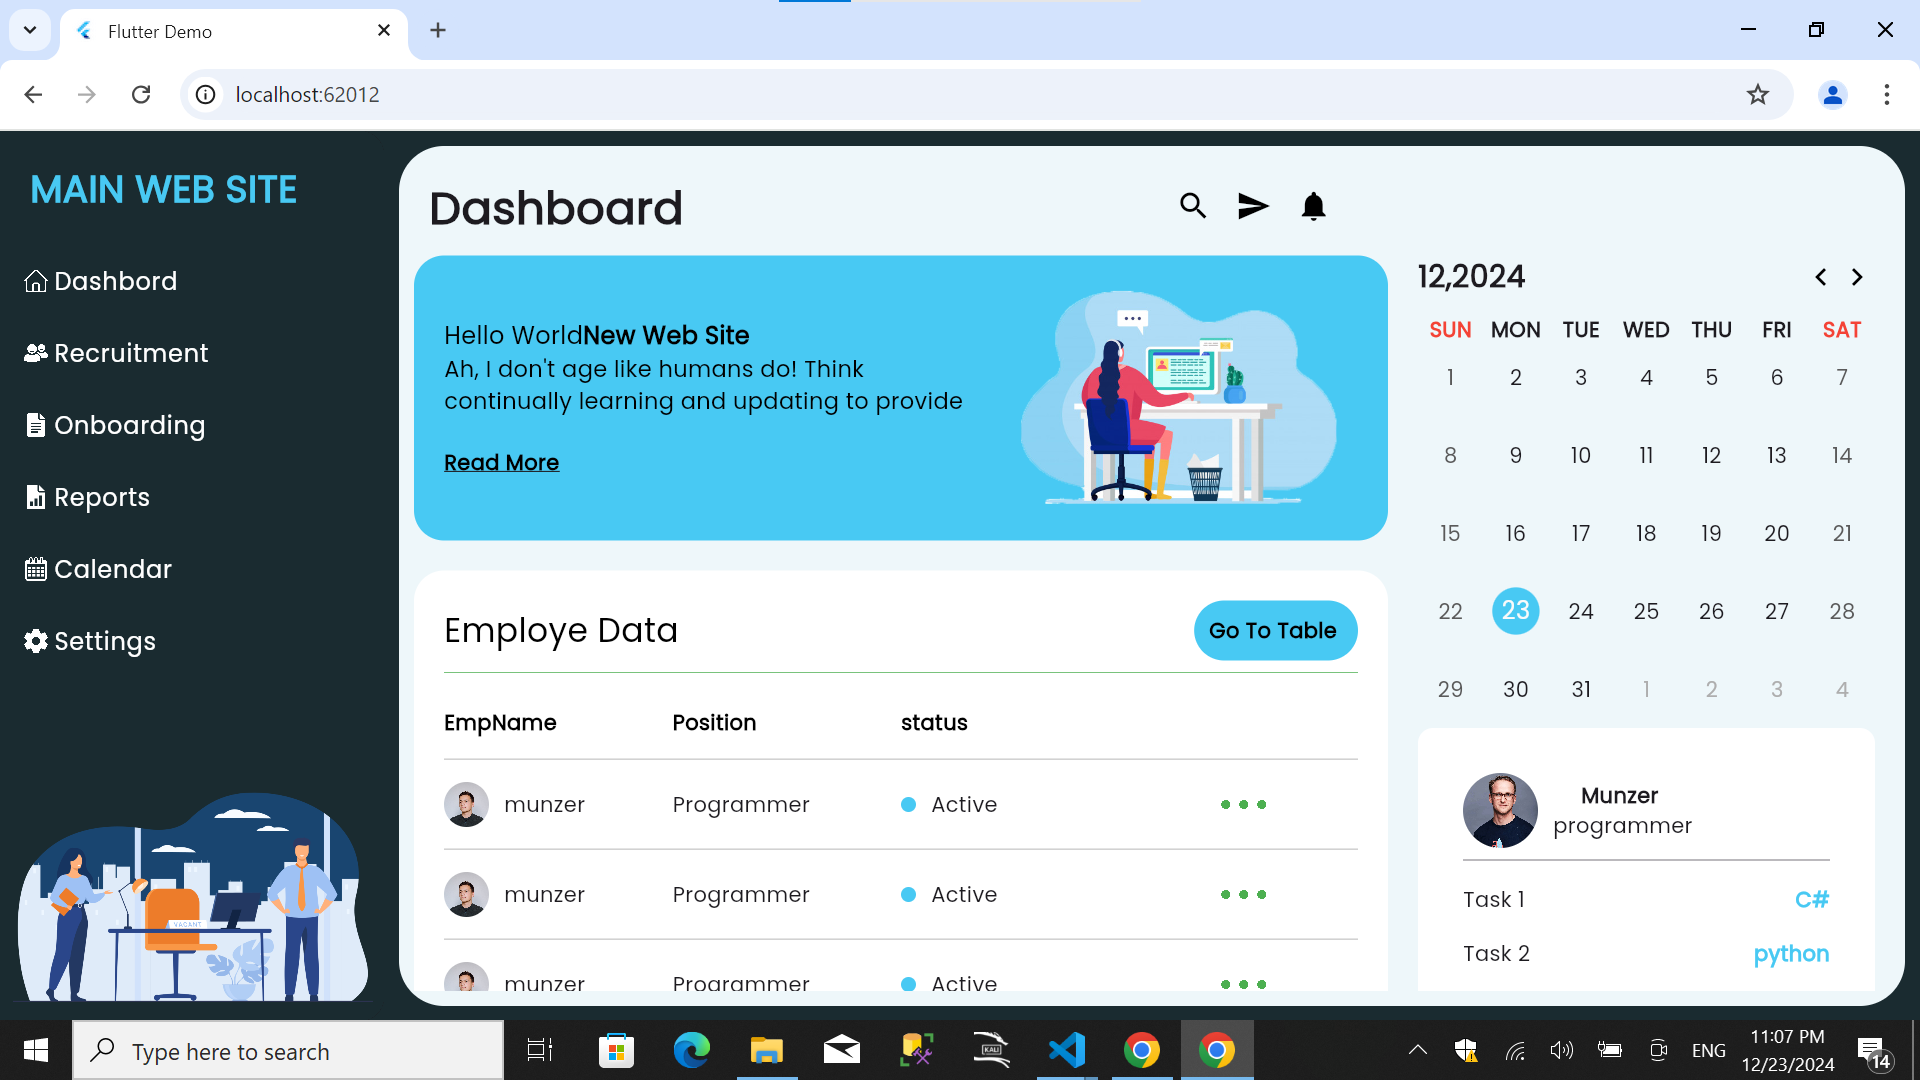 Flutter Demo
localhost:62012
MAIN WEB SITE
Dashbord
Recruitment
Onboarding
Reports
Calendar
Settings
VACANT
Dashboard
Hello WorldNew Web Site
Ah, I don't age like humans do! Think
continually learning and updating to provide
Read More
Employe Data
Go To Table
EmpName Position status
munzer Programmer Active
munzer Programmer Active
munzer Programmer Active
12,2024
SUN MON TUE WED THU FRI SAT
1 2 3 4 5 6 7
8 9 10 11 12 13 14
15 16 17 18 19 20 21
22 23 24 25 26 27 28
29 30 31 1 2 3 4
Munzer
programmer
Task 1 C#
Task 2 python
Type here to search
KALI
ENG
11:07 PM
12/23/2024
14